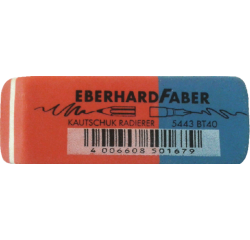 EBERHARDFABER
KAUTSCHUK RADIERER 5443 BT40
4 006608 501679